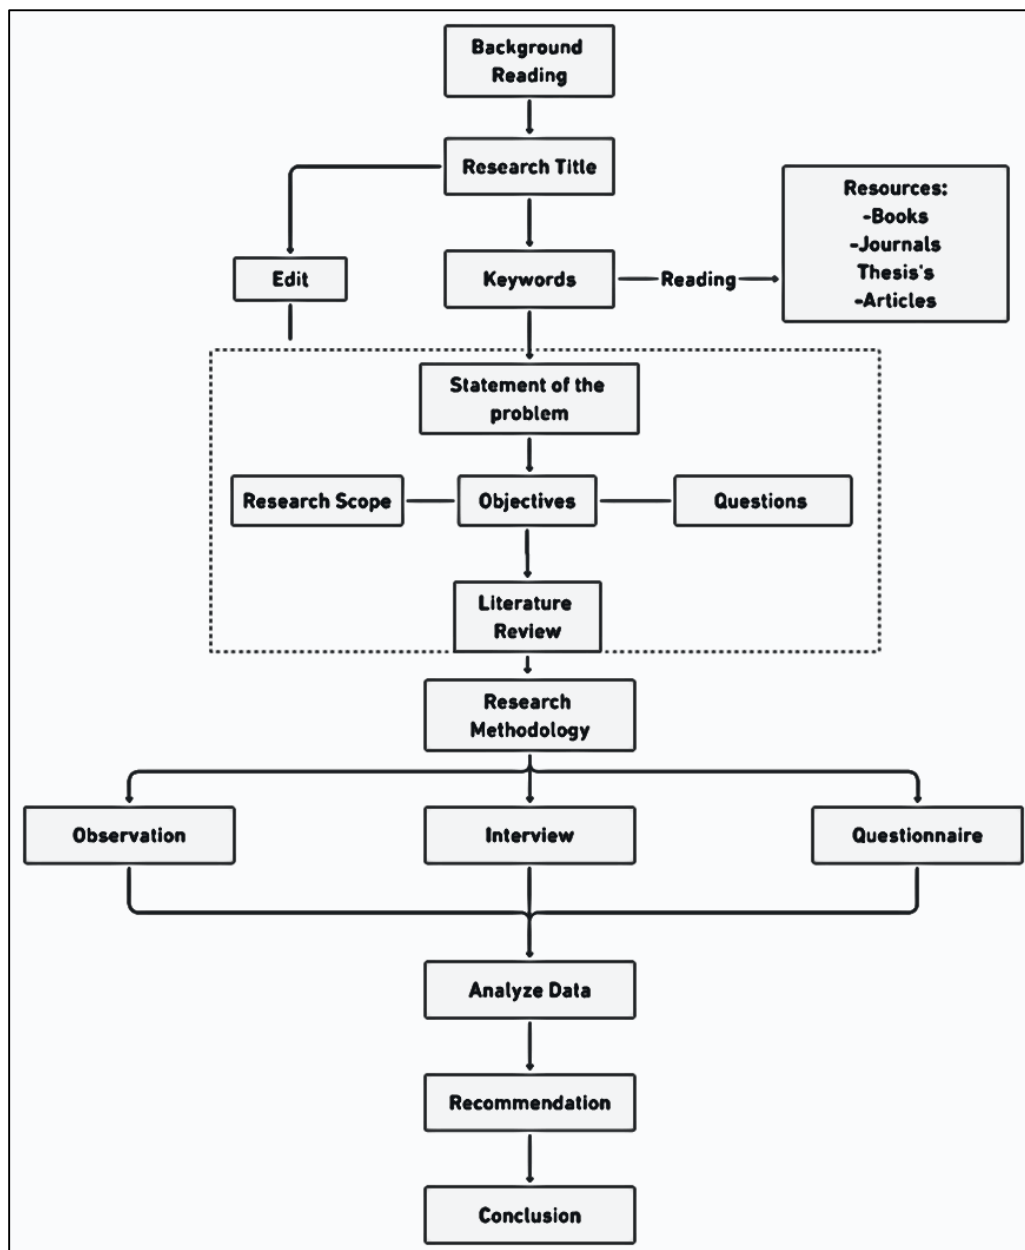 Background
Reading
Research Title
Resources:
-Books
-Journals
Thesis's
-Articles
Edit
Keywords
Reading
Statement of the
problem
Research Scope
Objectives
Questions
Literature
Review
Research
Methodology
Observation
Interview
Questionnaire
Analyze Data
Recommendation
Conclusion